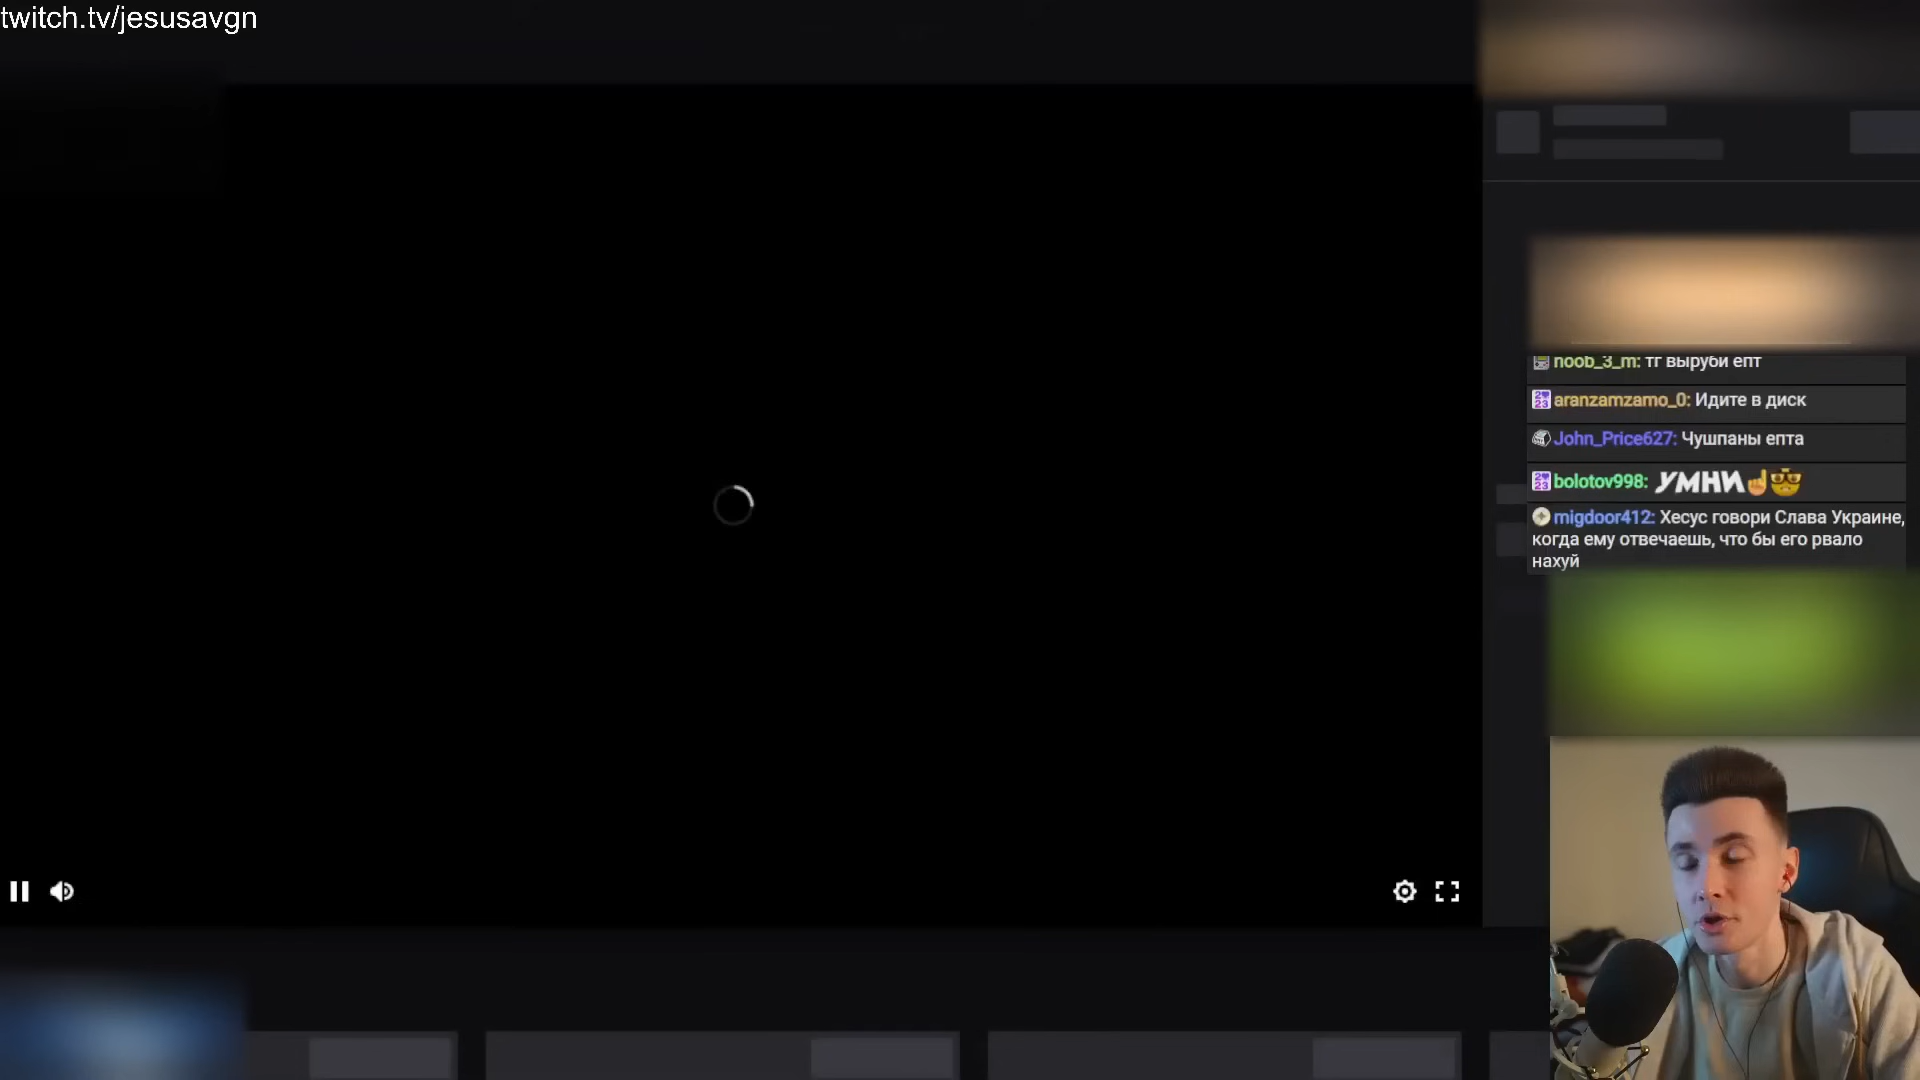 twitch.tv/jesusavgn
noob_3_m: тг выруби епт
aranzamzamo_0: Идите в диск
John_Price627: Чушпаны епта
bolotov998: УМНИ
migdoor412: Хесус говори Слава Украине,
когда ему отвечаешь, что бы его рвало
нахуй